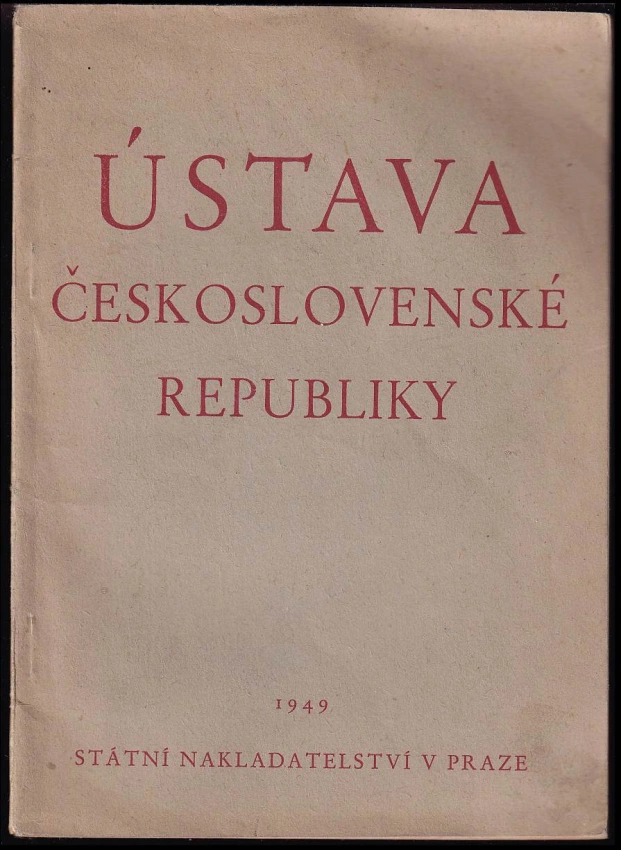 ÚSTAVA
ČESKOSLOVENSKÉ
REPUBLIKY
1949
STÁTNÍ NAKLADATELSTVÍ V PRAZE